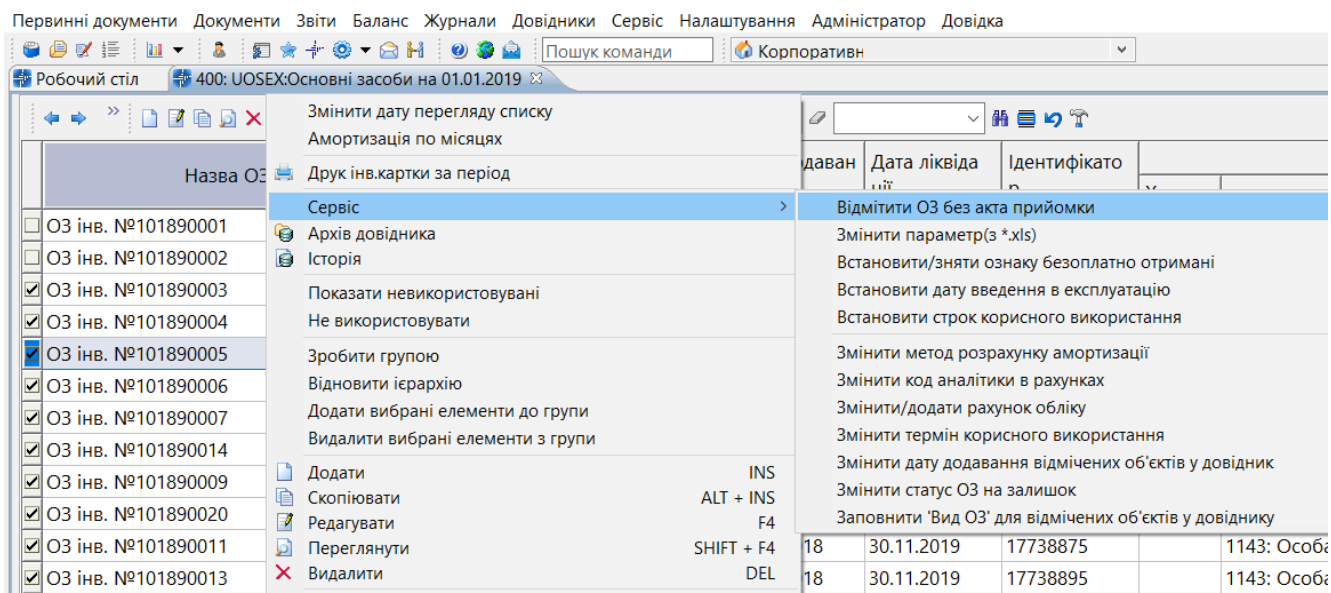 Первинні документи Документи Звіти Баланс Журнали Довідники Сервіс Налаштування Адміністратор Довідка
Пошук команди Корпоративн
Робочий стіл 400: UOSEX:Основні засоби на 01.01.2019
Назва ОЗ
даван
Дата ліквіда
ції
Ідентифікато
р
ОЗ інв. №101890001
ОЗ інв. №101890002
ОЗ інв. №101890003
ОЗ інв. №101890004
ОЗ інв. №101890005
ОЗ інв. №101890006
ОЗ інв. №101890007
ОЗ інв. №101890014
ОЗ інв. №101890009
ОЗ інв. №101890020
ОЗ інв. №101890011
ОЗ інв. №101890013
Змінити дату перегляду списку
Амортизація по місяцях
Друк інв.картки за період
Сервіс
Архів довідника
Історія
Показати невикористовувані
Не використовувати
Зробити групою
Відновити ієрархію
Додати вибрані елементи до групи
Видалити вибрані елементи з групи
Додати INS
Скопіювати ALT + INS
Редагувати F4
Переглянути SHIFT + F4
Видалити DEL
Відмітити ОЗ без акта прийомки
Змінити параметр(з *.xls)
Встановити/зняти ознаку безоплатно отримані
Встановити дату введення в експлуатацію
Встановити строк корисного використання
Змінити метод розрахунку амортизації
Змінити код аналітики в рахунках
Змінити/додати рахунок обліку
Змінити термін корисного використання
Змінити дату додавання відмічених об'єктів у довідник
Змінити статус ОЗ на залишок
Заповнити 'Вид ОЗ' для відмічених об'єктів у довіднику
18 30.11.2019 17738875 1143: Особа
18 30.11.2019 17738895 1143: Особа